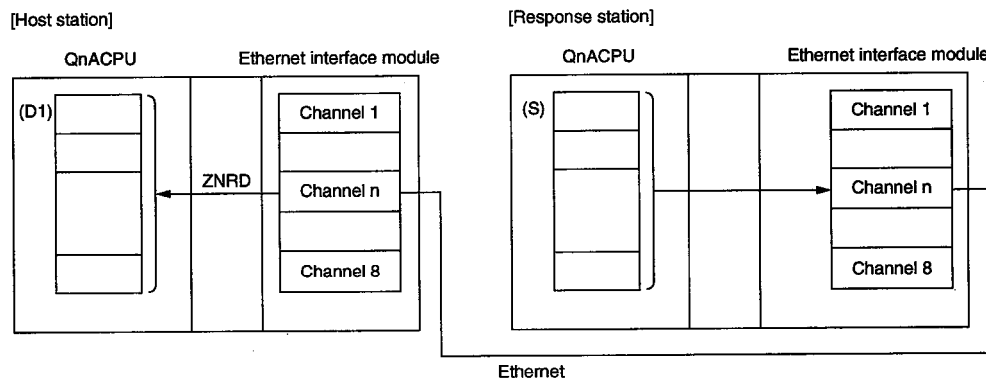 [Host station]
QnACPU
Ethernet interface module
(D1)
Channel 1
ZNRD
Channel n
Channel 8
[Response station]
QnACPU
Ethernet interface module
(S)
Channel 1
Channel n
Channel 8
Ethernet